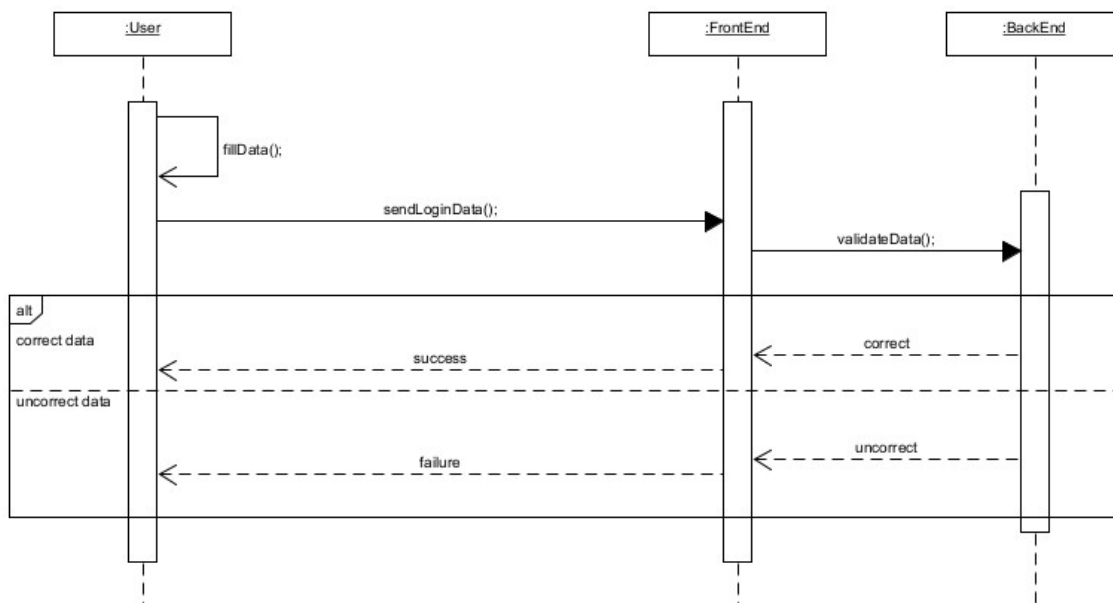 :User
:FrontEnd
:BackEnd
fillData();
sendLoginData();
validateData();
alt
correct data
correct
success
uncorrect data
uncorrect
failure